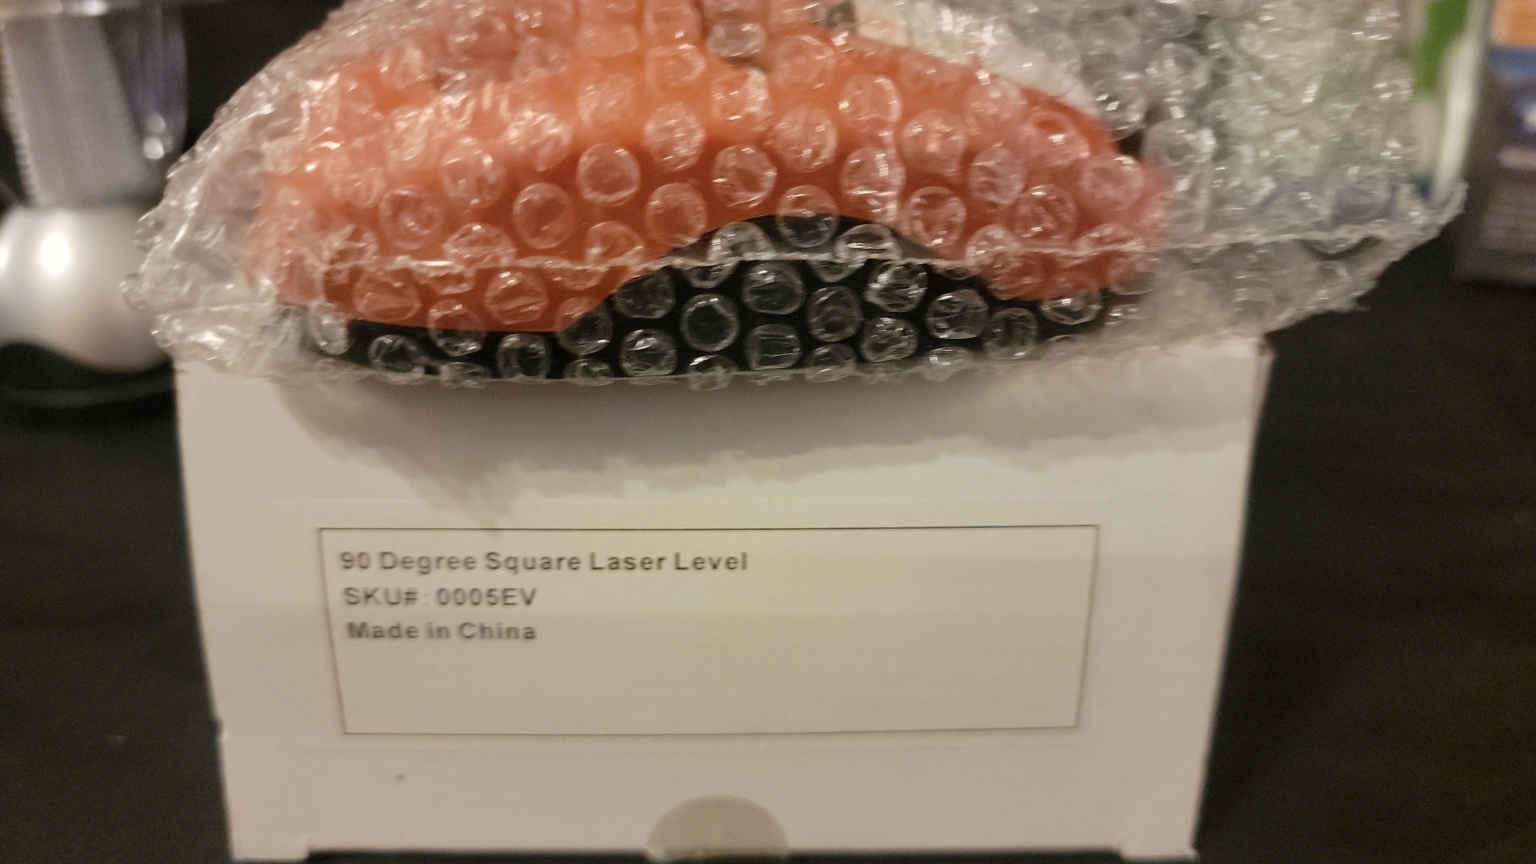 90 Degree Square Laser Level
SKU# : 0005EV
Made in China